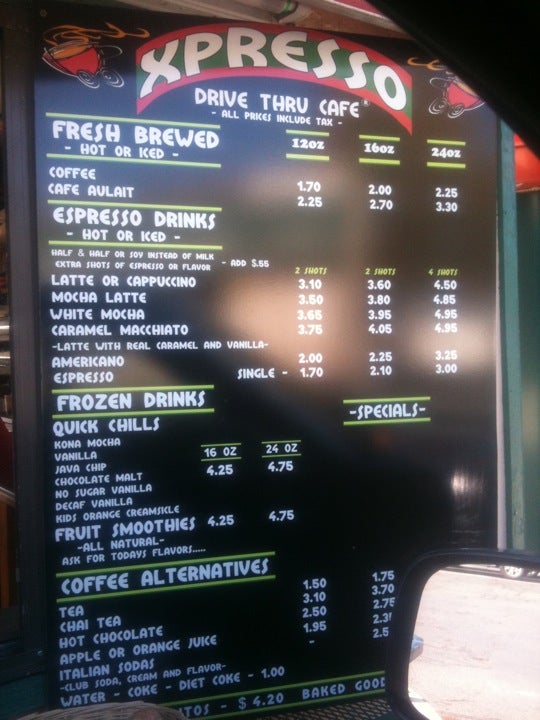 XPRESSO
DRIVE THRU CAFE®
- ALL PRICES INCLUDE TAX -
FRESH BREWED 12oz 16oz 24oz
- HOT OR ICED -
COFFEE 1.70 2.00 2.25
CAFE AULAIT 2.25 2.70 3.30
ESPRESSO DRINKS
- HOT OR ICED -
HALF & HALF OR SOY INSTEAD OF MILK
EXTRA SHOTS OF ESPRESSO OR FLAVOR - ADD $.55
2 SHOTS 2 SHOTS 4 SHOTS
LATTE OR CAPPUCCINO 3.10 3.60 4.50
MOCHA LATTE 3.50 3.80 4.85
WHITE MOCHA 3.65 3.95 4.95
CARAMEL MACCHIATO 3.75 4.05 4.95
-LATTE WITH REAL CARAMEL AND VANILLA-
AMERICANO 2.00 2.25 3.25
ESPRESSO SINGLE - 1.70 2.10 3.00
FROZEN DRINKS -SPECIALS-
QUICK CHILLS
KONA MOCHA
VANILLA 16 OZ 24 OZ
JAVA CHIP 4.25 4.75
CHOCOLATE MALT
NO SUGAR VANILLA
DECAF VANILLA
KIDS ORANGE CREAMSICLE
FRUIT SMOOTHIES 4.25 4.75
-ALL NATURAL-
ASK FOR TODAYS FLAVORS.....
COFFEE ALTERNATIVES
TEA 1.50 1.75
CHAI TEA 3.10 3.70
HOT CHOCOLATE 2.50 2.75
APPLE OR ORANGE JUICE 1.95
ITALIAN SODAS - 2.5
-CLUB SODA, CREAM AND FLAVOR-
WATER - COKE - DIET COKE - 1.00
- $4.20 BAKED GOOD